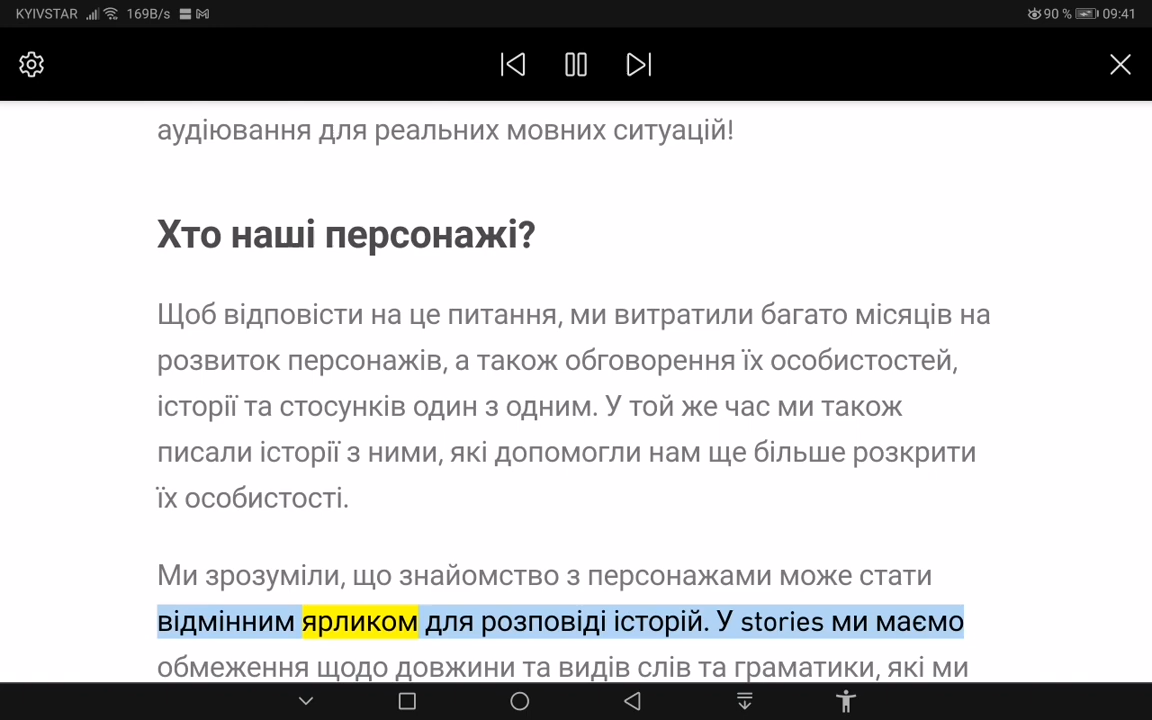 KYIVSTAR 169B/s 90 % 09:41
аудіювання для реальних мовних ситуацій!
Хто наші персонажі?
Щоб відповісти на це питання, ми витратили багато місяців на
розвиток персонажів, а також обговорення їх особистостей,
історії та стосунків один з одним. У той же час ми також
писали історії з ними, які допомогли нам ще більше розкрити
їх особистості.
Ми зрозуміли, що знайомство з персонажами може стати
відмінним ярликом для розповіді історій. У stories ми маємо
обмеження щодо довжини та видів слів та граматики, які ми